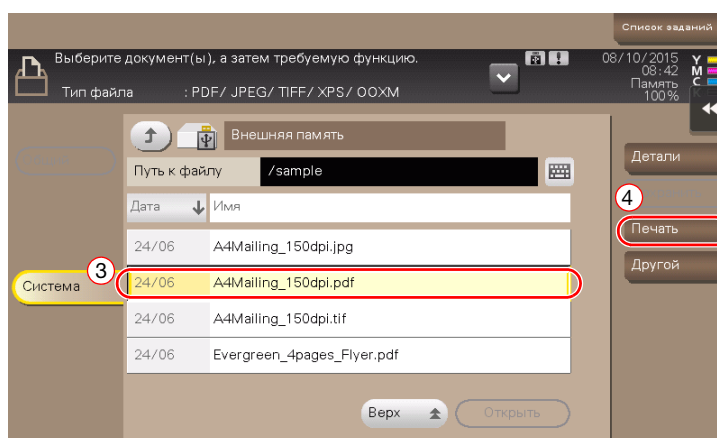 Список заданий
Выберите документ(ы), а затем требуемую функцию.
Тип файла : PDF/ JPEG/ TIFF/ XPS/ OOXM
08/10/2015
08:42
Память
100%
Y
M
C
K
Внешняя память
Путь к файлу /sample
Дата Имя
24/06 A4Mailing_150dpi.jpg
24/06 A4Mailing_150dpi.pdf
24/06 A4Mailing_150dpi.tif
24/06 Evergreen_4pages_Flyer.pdf
Верх Открыть
Система
3
Детали
4
Печать
Другой